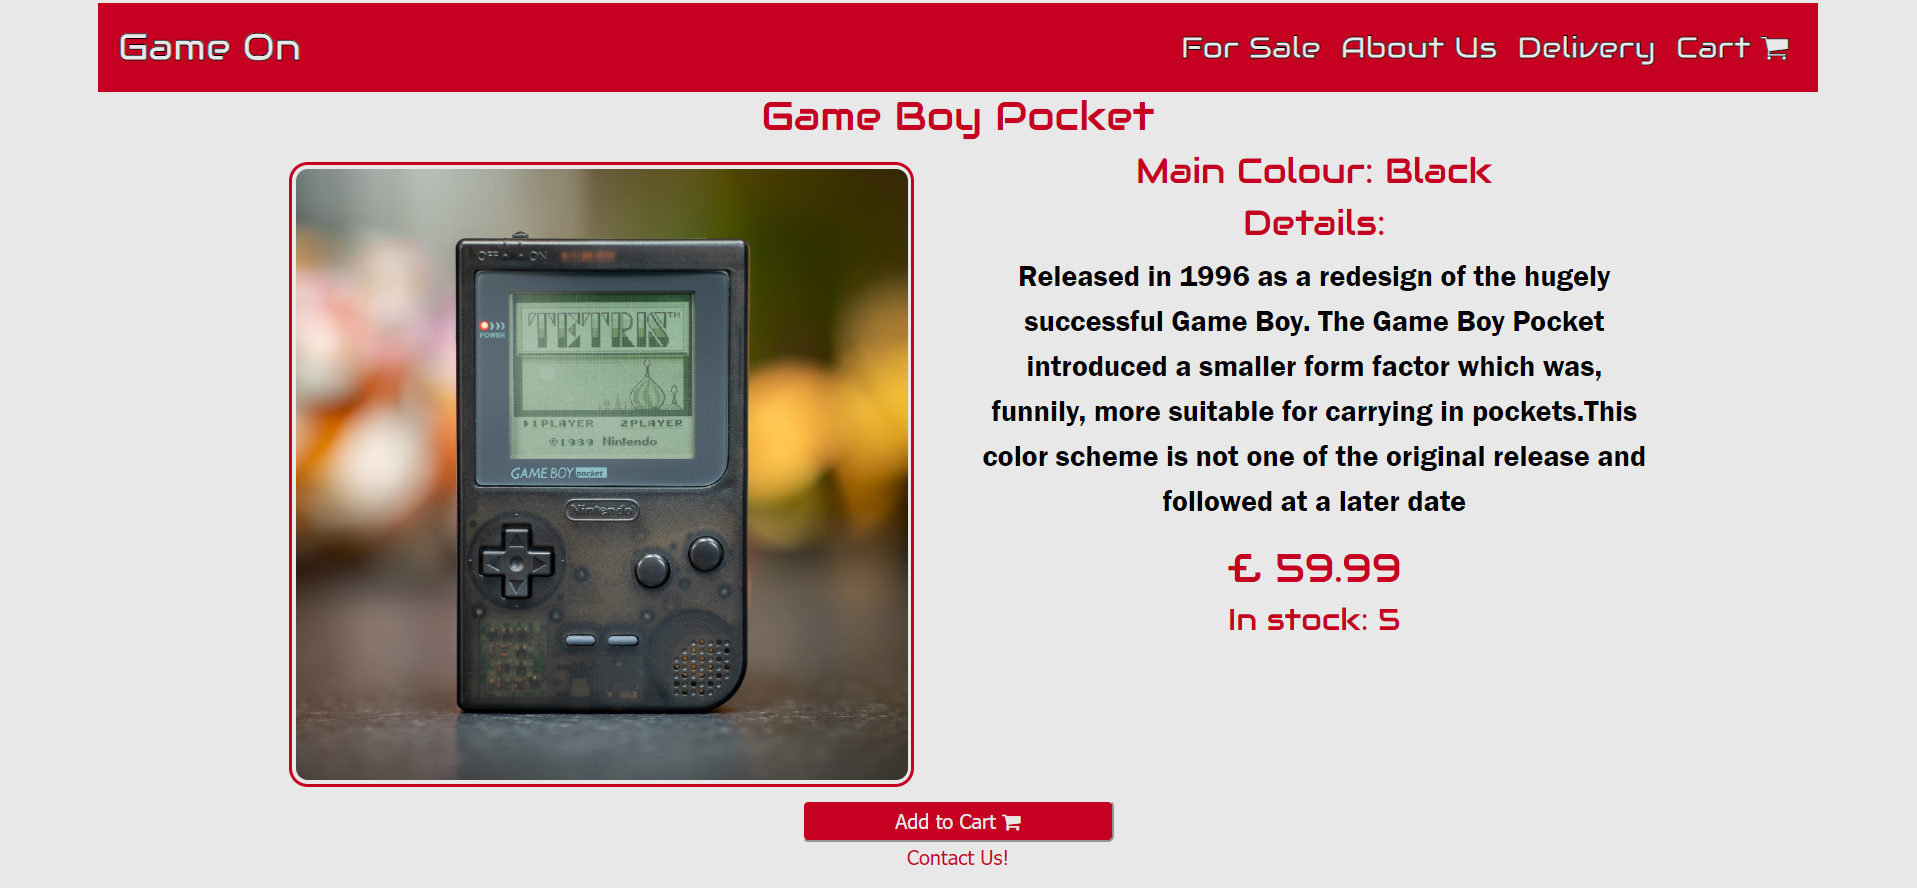 Game On
For Sale About Us Delivery Cart
Game Boy Pocket
Main Colour: Black
Details:
Released in 1996 as a redesign of the hugely
successful Game Boy. The Game Boy Pocket
introduced a smaller form factor which was,
funnily, more suitable for carrying in pockets.This
color scheme is not one of the original release and
followed at a later date
£ 59.99
In stock: 5
OFF ON
POWER
TETRIS™
1PLAYER 2PLAYER
©1989 Nintendo
GAME BOY pocket
Nintendo
Add to Cart
Contact Us!